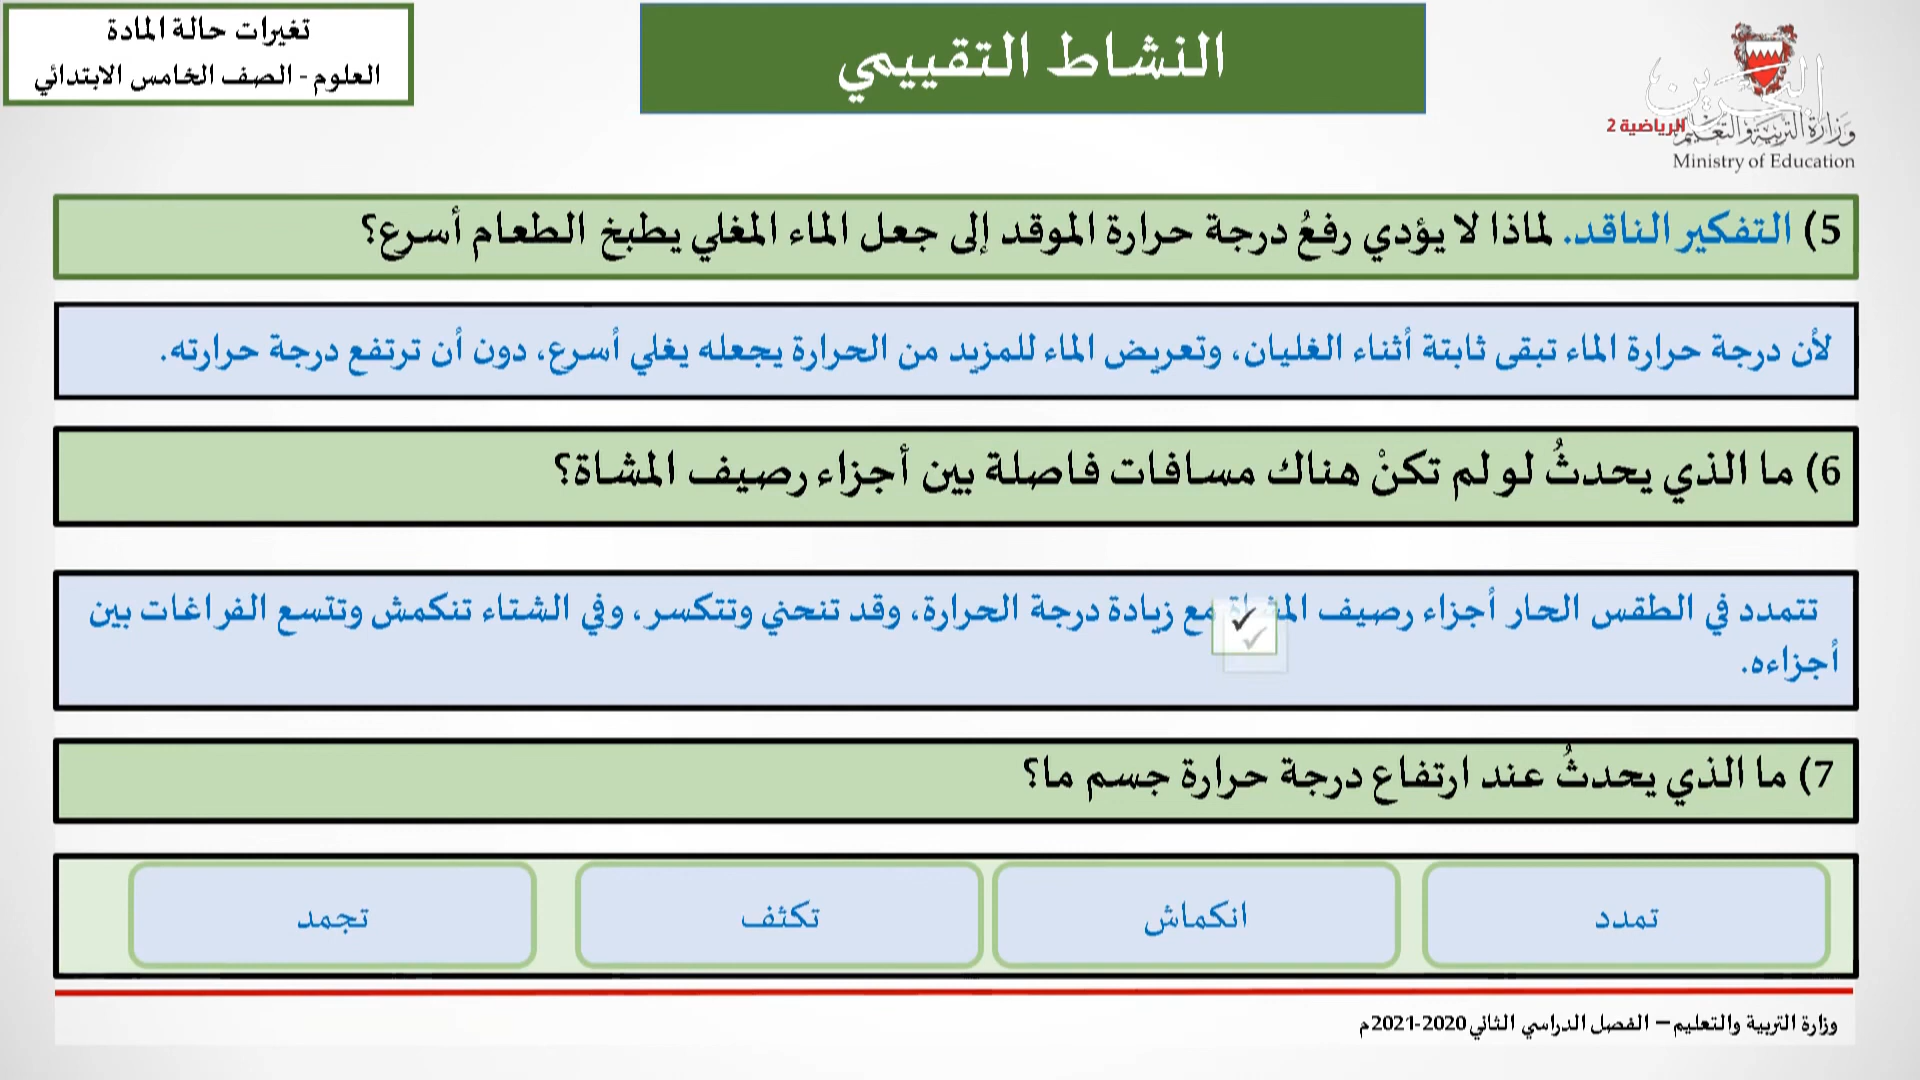 تغيرات حالة المادة
العلوم - الصف الخامس الابتدائي
النشاط التقييمي
البحرين
الرياضية 2
وزارة التربية والتعليم
Ministry of Education
5) التفكير الناقد. لماذا لا يؤدي رفعُ درجة حرارة الموقد إلى جعل الماء المغلي يطبخ الطعام أسرع؟
لأن درجة حرارة الماء تبقى ثابتة أثناء الغليان، وتعريض الماء للمزيد من الحرارة يجعله يغلي أسرع، دون أن ترتفع درجة حرارته.
6) ما الذي يحدثُ لو لم تكنْ هناك مسافات فاصلة بين أجزاء رصيف المشاة؟
تتمدد في الطقس الحار أجزاء رصيف المشاة مع زيادة درجة الحرارة، وقد تنحني وتتكسر، وفي الشتاء تنكمش وتتسع الفراغات بين
أجزاءه.
7) ما الذي يحدثُ عند ارتفاع درجة حرارة جسم ما؟
تمدد
انكماش
تكثف
تجمد
وزارة التربية والتعليم – الفصل الدراسي الثاني 2020-2021م